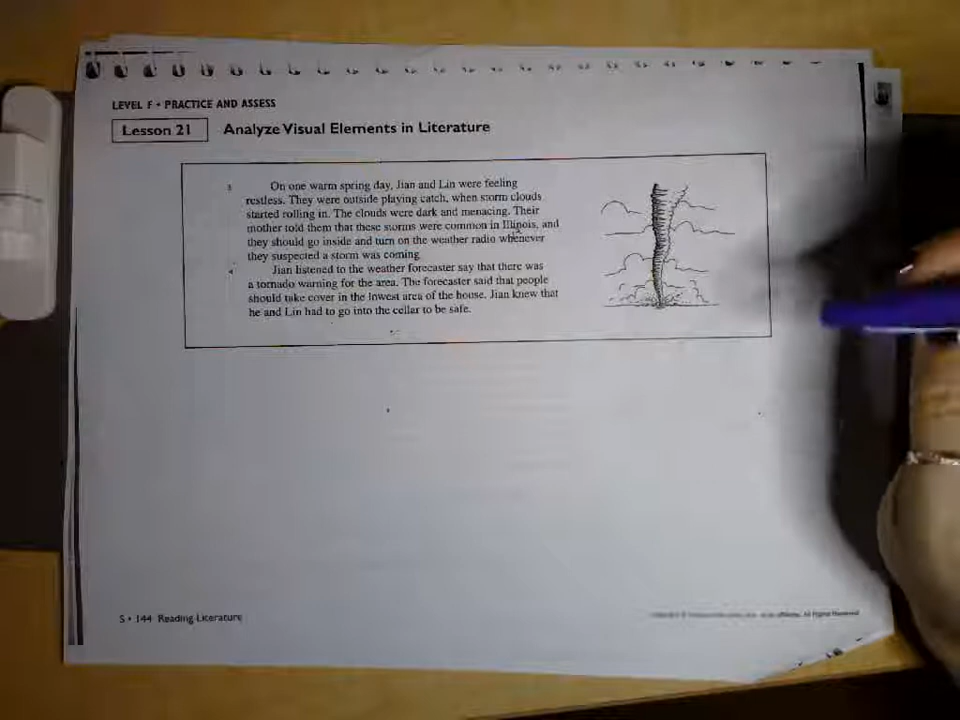 LEVEL F • PRACTICE AND ASSESS
Lesson 21 Analyze Visual Elements in Literature
3 On one warm spring day, Jian and Lin were feeling
restless. They were outside playing catch, when storm clouds
started rolling in. The clouds were dark and menacing. Their
mother told them that these storms were common in Illinois, and
they should go inside and turn on the weather radio whenever
they suspected a storm was coming.
4 Jian listened to the weather forecaster say that there was
a tornado warning for the area. The forecaster said that people
should take cover in the lowest area of the house. Jian knew that
he and Lin had to go into the cellar to be safe.
S • 144 Reading Literature
All Rights Reserved